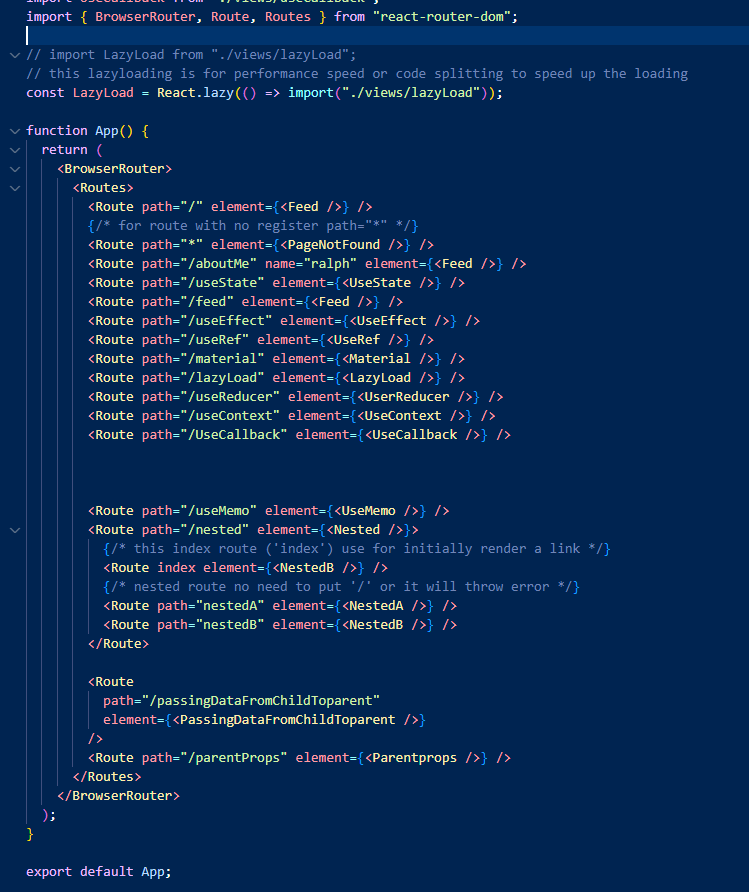 import UseCallback from "./views/useCallback";
import { BrowserRouter, Route, Routes } from "react-router-dom";
// import LazyLoad from "./views/lazyLoad";
// this lazyloading is for performance speed or code splitting to speed up the loading
const LazyLoad = React.lazy(() => import("./views/lazyLoad"));
function App() {
return (
<BrowserRouter>
<Routes>
<Route path="/" element={<Feed />} />
{/* for route with no register path="*" */}
<Route path="*" element={<PageNotFound />} />
<Route path="/aboutMe" name="ralph" element={<Feed />} />
<Route path="/useState" element={<UseState />} />
<Route path="/feed" element={<Feed />} />
<Route path="/useEffect" element={<UseEffect />} />
<Route path="/useRef" element={<UseRef />} />
<Route path="/material" element={<Material />} />
<Route path="/lazyLoad" element={<LazyLoad />} />
<Route path="/useReducer" element={<UserReducer />} />
<Route path="/useContext" element={<UseContext />} />
<Route path="/UseCallback" element={<UseCallback />} />
<Route path="/useMemo" element={<UseMemo />} />
<Route path="/nested" element={<Nested />}>
{/* this index route ('index') use for initially render a link */}
<Route index element={<NestedB />} />
{/* nested route no need to put '/' or it will throw error */}
<Route path="nestedA" element={<NestedA />} />
<Route path="nestedB" element={<NestedB />} />
</Route>
<Route
path="/passingDataFromChildToparent"
element={<PassingDataFromChildToparent />}
/>
<Route path="/parentProps" element={<Parentprops />} />
</Routes>
</BrowserRouter>
);
}
export default App;